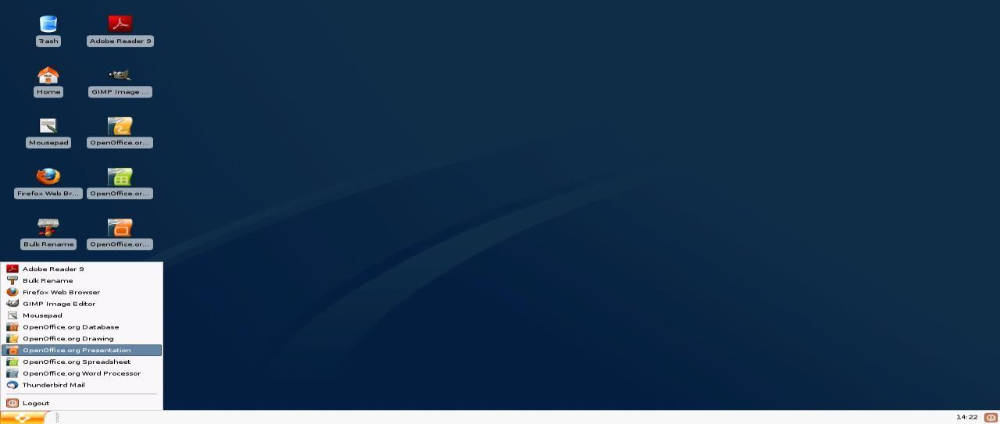 Trash
Adobe Reader 9
Home
GIMP Image ...
Mousepad
OpenOffice.or...
Firefox Web Br...
OpenOffice.or...
Bulk Rename
OpenOffice.or...
Adobe Reader 9
Bulk Rename
Firefox Web Browser
GIMP Image Editor
Mousepad
OpenOffice.org Database
OpenOffice.org Drawing
OpenOffice.org Presentation
OpenOffice.org Spreadsheet
OpenOffice.org Word Processor
Thunderbird Mail
Logout
14:22